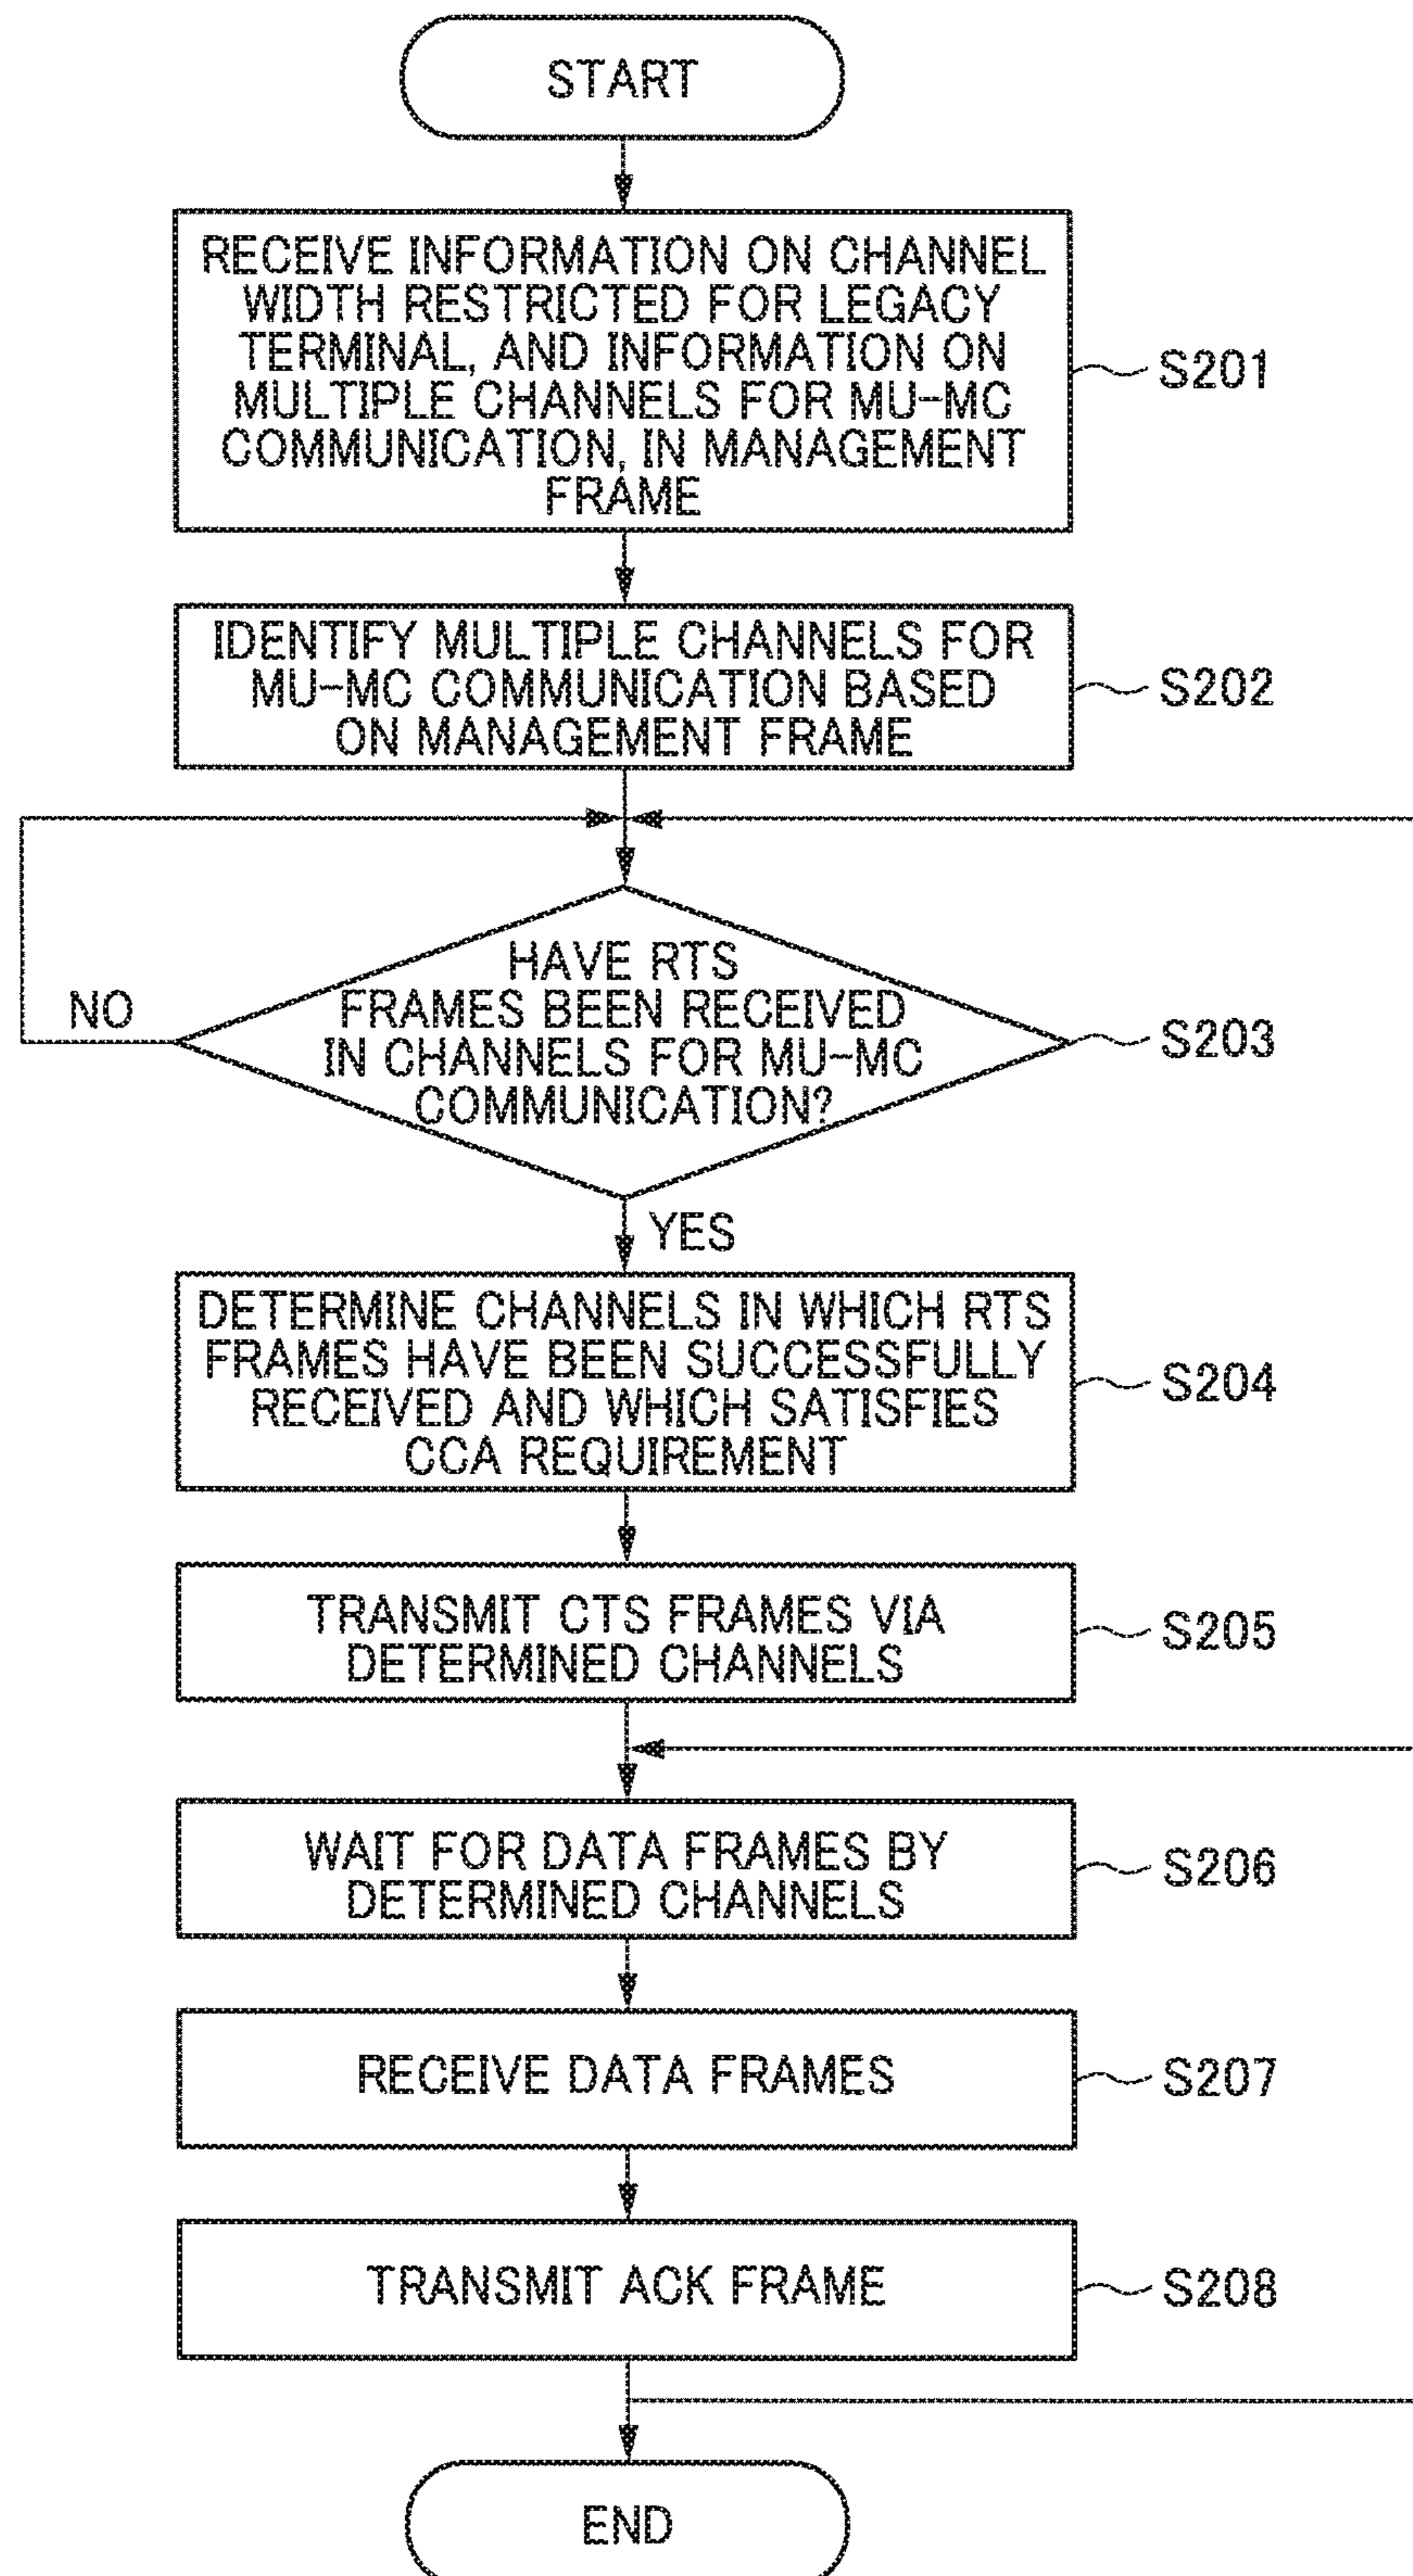 START
RECEIVE INFORMATION ON CHANNEL
WIDTH RESTRICTED FOR LEGACY
TERMINAL, AND INFORMATION ON
MULTIPLE CHANNELS FOR MU-MC
COMMUNICATION, IN MANAGEMENT
FRAME
S201
IDENTIFY MULTIPLE CHANNELS FOR
MU-MC COMMUNICATION BASED
ON MANAGEMENT FRAME
S202
HAVE RTS
FRAMES BEEN RECEIVED
IN CHANNELS FOR MU-MC
COMMUNICATION?
NO
S203
YES
DETERMINE CHANNELS IN WHICH RTS
FRAMES HAVE BEEN SUCCESSFULLY
RECEIVED AND WHICH SATISFIES
CCA REQUIREMENT
S204
TRANSMIT CTS FRAMES VIA
DETERMINED CHANNELS
S205
WAIT FOR DATA FRAMES BY
DETERMINED CHANNELS
S206
RECEIVE DATA FRAMES
S207
TRANSMIT ACK FRAME
S208
END